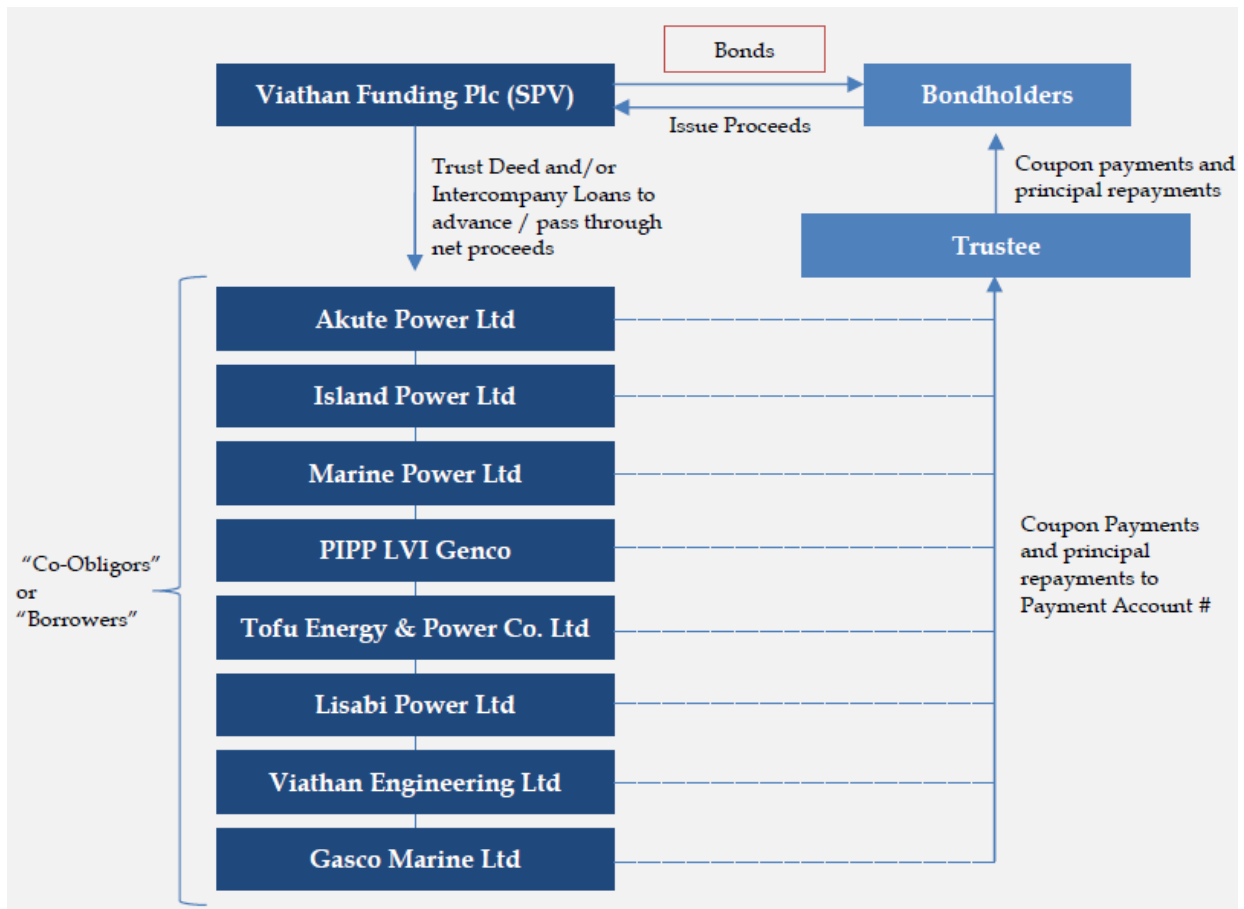 Bonds
Viathan Funding Plc (SPV)
Bondholders
Issue Proceeds
Trust Deed and/or
Intercompany Loans to
advance / pass through
net proceeds
Coupon payments and
principal repayments
Trustee
Akute Power Ltd
Island Power Ltd
Marine Power Ltd
PIPP LVI Genco
Tofu Energy & Power Co. Ltd
Lisabi Power Ltd
Viathan Engineering Ltd
Gasco Marine Ltd
“Co-Obligors”
or
“Borrowers”
Coupon Payments
and principal
repayments to
Payment Account #